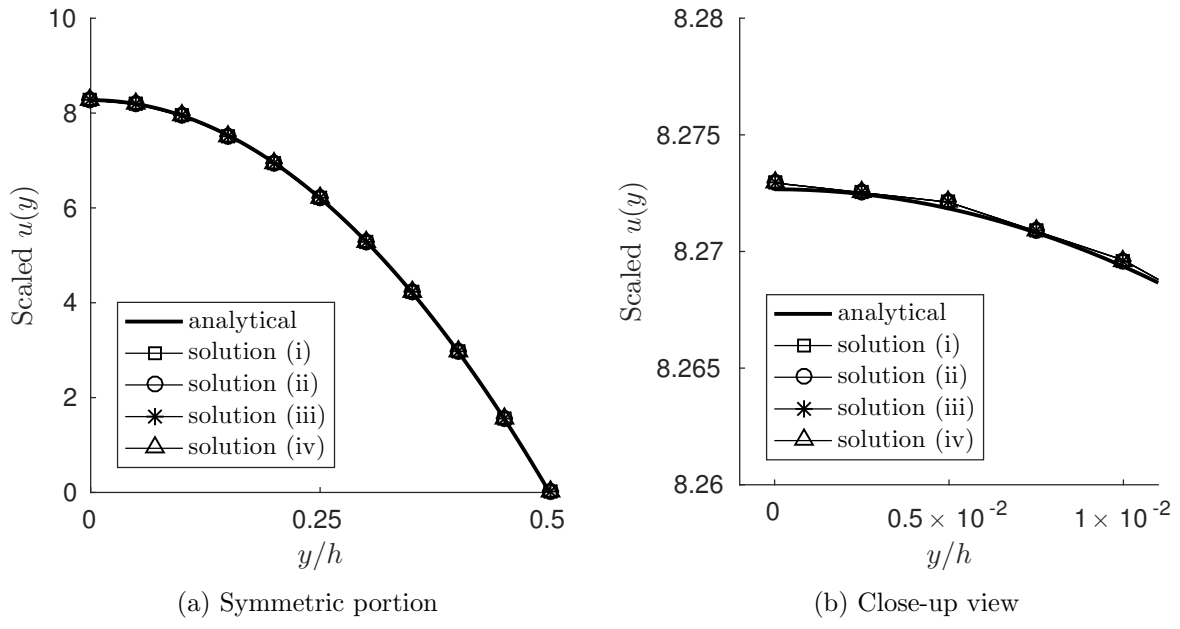 10
8
6
4
2
0
Scaled u(y)
analytical
solution (i)
solution (ii)
solution (iii)
solution (iv)
0
0.25
0.5
y/h
(a) Symmetric portion
8.28
8.275
8.27
8.265
8.26
Scaled u(y)
analytical
solution (i)
solution (ii)
solution (iii)
solution (iv)
0
0.5 × 10⁻²
1 × 10⁻²
y/h
(b) Close-up view